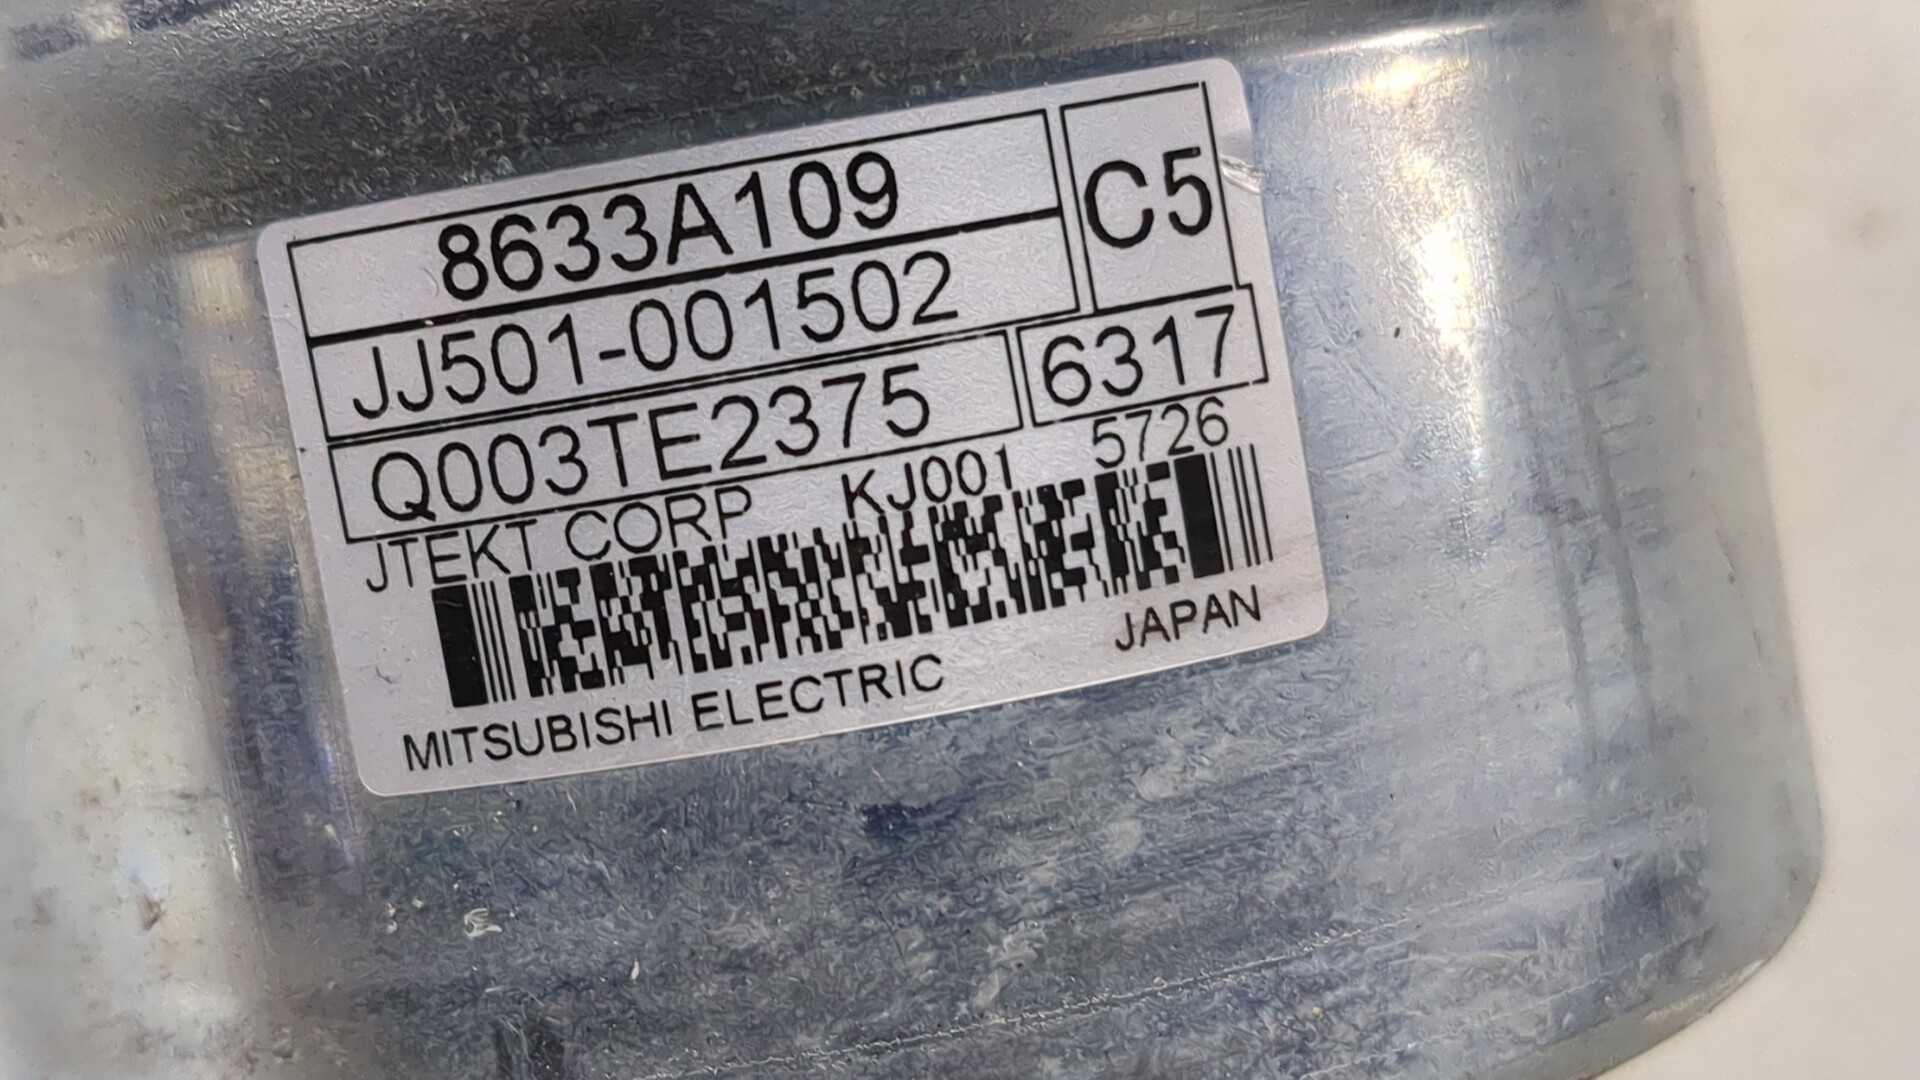 8633A109 C5
JJ501-001502
Q003TE2375 6317
JTEKT CORP KJ001 5726
MITSUBISHI ELECTRIC JAPAN